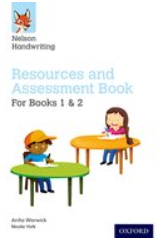 Nelson
Handwriting
Resources and
Assessment Book
For Books 1 & 2
Anita Warwick
Nicola York
OXFORD